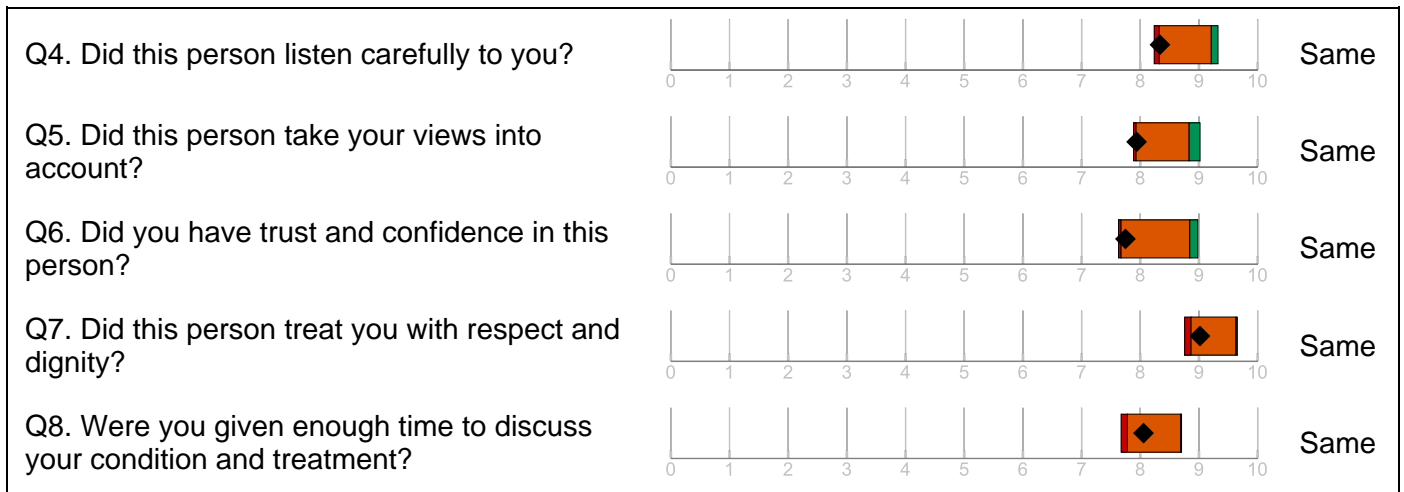 Q4. Did this person listen carefully to you?
Same
0 1 2 3 4 5 6 7 8 9 10
Q5. Did this person take your views into
account?
Same
0 1 2 3 4 5 6 7 8 9 10
Q6. Did you have trust and confidence in this
person?
Same
0 1 2 3 4 5 6 7 8 9 10
Q7. Did this person treat you with respect and
dignity?
Same
0 1 2 3 4 5 6 7 8 9 10
Q8. Were you given enough time to discuss
your condition and treatment?
Same
0 1 2 3 4 5 6 7 8 9 10